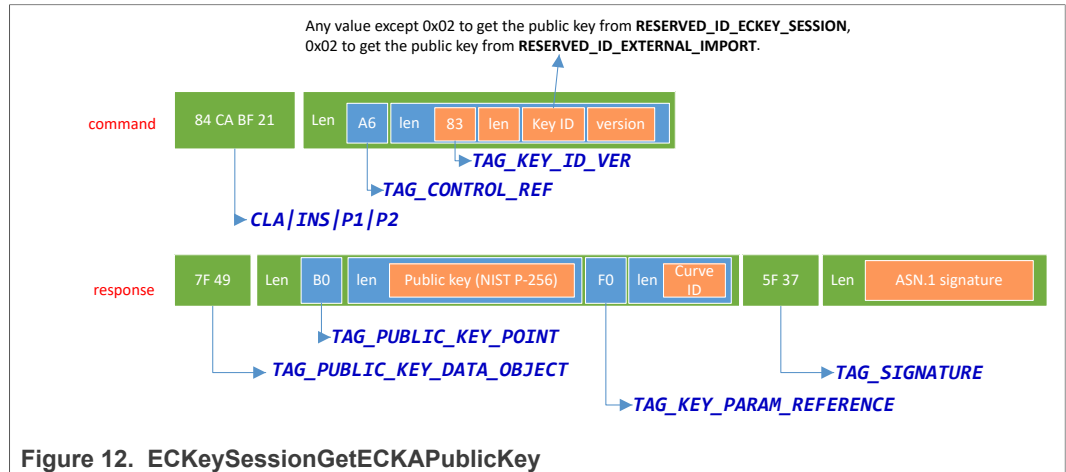 Any value except 0x02 to get the public key from RESERVED_ID_ECKEY_SESSION,
0x02 to get the public key from RESERVED_ID_EXTERNAL_IMPORT.
command
84 CA BF 21
Len
A6
len
83
len
Key ID
version
TAG_KEY_ID_VER
TAG_CONTROL_REF
CLA|INS|P1|P2
response
7F 49
Len
B0
len
Public key (NIST P-256)
F0
len
Curve
ID
5F 37
Len
ASN.1 signature
TAG_PUBLIC_KEY_POINT
TAG_PUBLIC_KEY_DATA_OBJECT
TAG_SIGNATURE
TAG_KEY_PARAM_REFERENCE
Figure 12. ECKeySessionGetECKAPublicKey